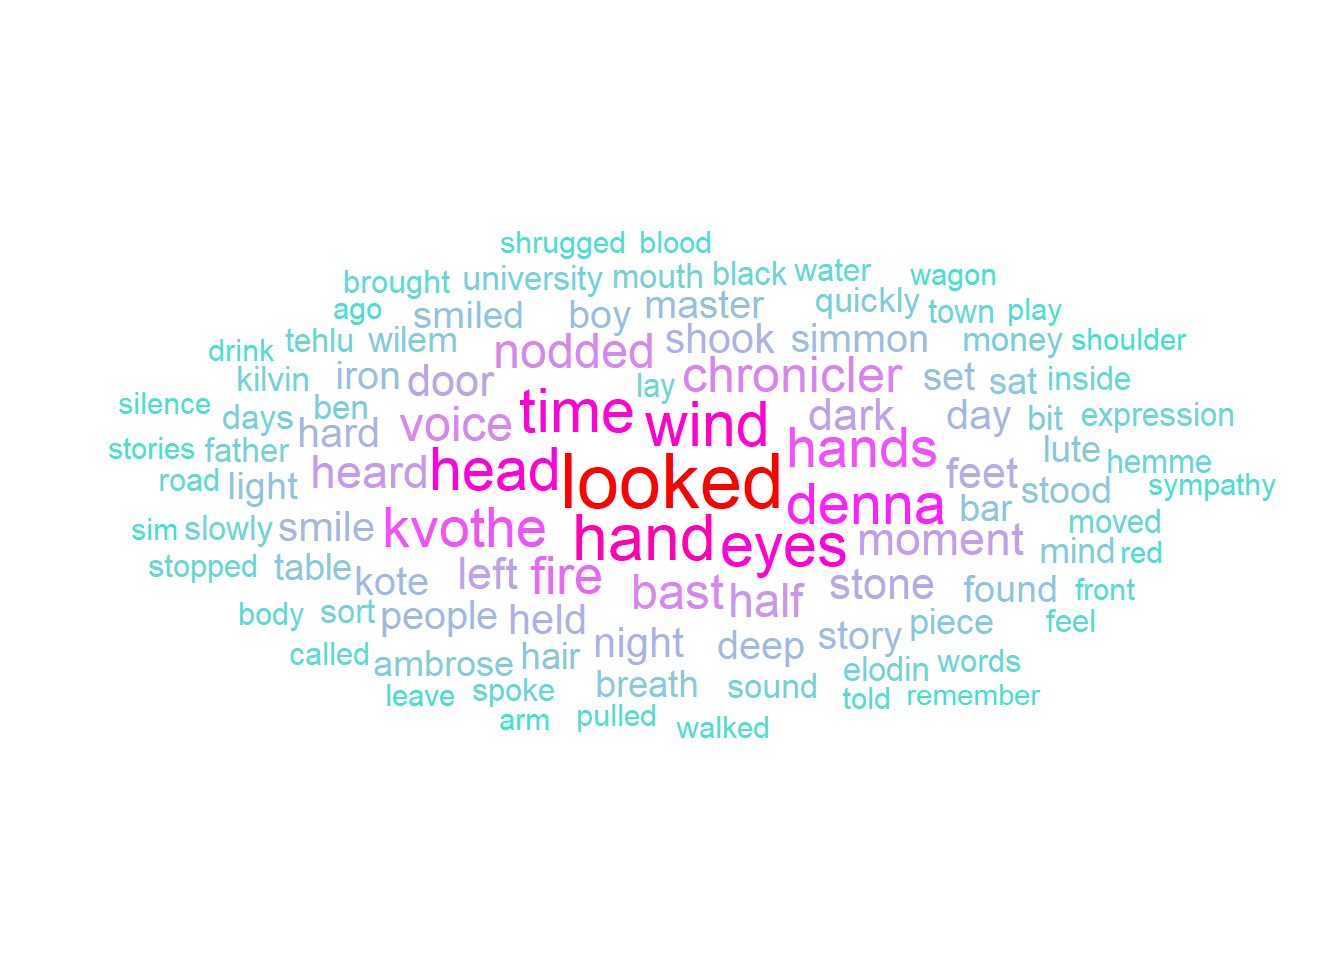 shrugged blood
brought university mouth black water wagon
ago smiled boy master quickly town play
drink tehlu wilem nodded shook simmon money shoulder
kilvin iron door lay chronicler set sat inside
silence days ben voice time wind dark day bit expression
stories father hard head looked hands lute hemme
road light heard denna feet bar stood sympathy
sim slowly smile kvothe hand eyes moment mind moved red
stopped table kote left fire bast half stone found front
body sort people held night deep story piece feel
called ambrose hair breath sound elodin words
leave spoke told remember
arm pulled walked